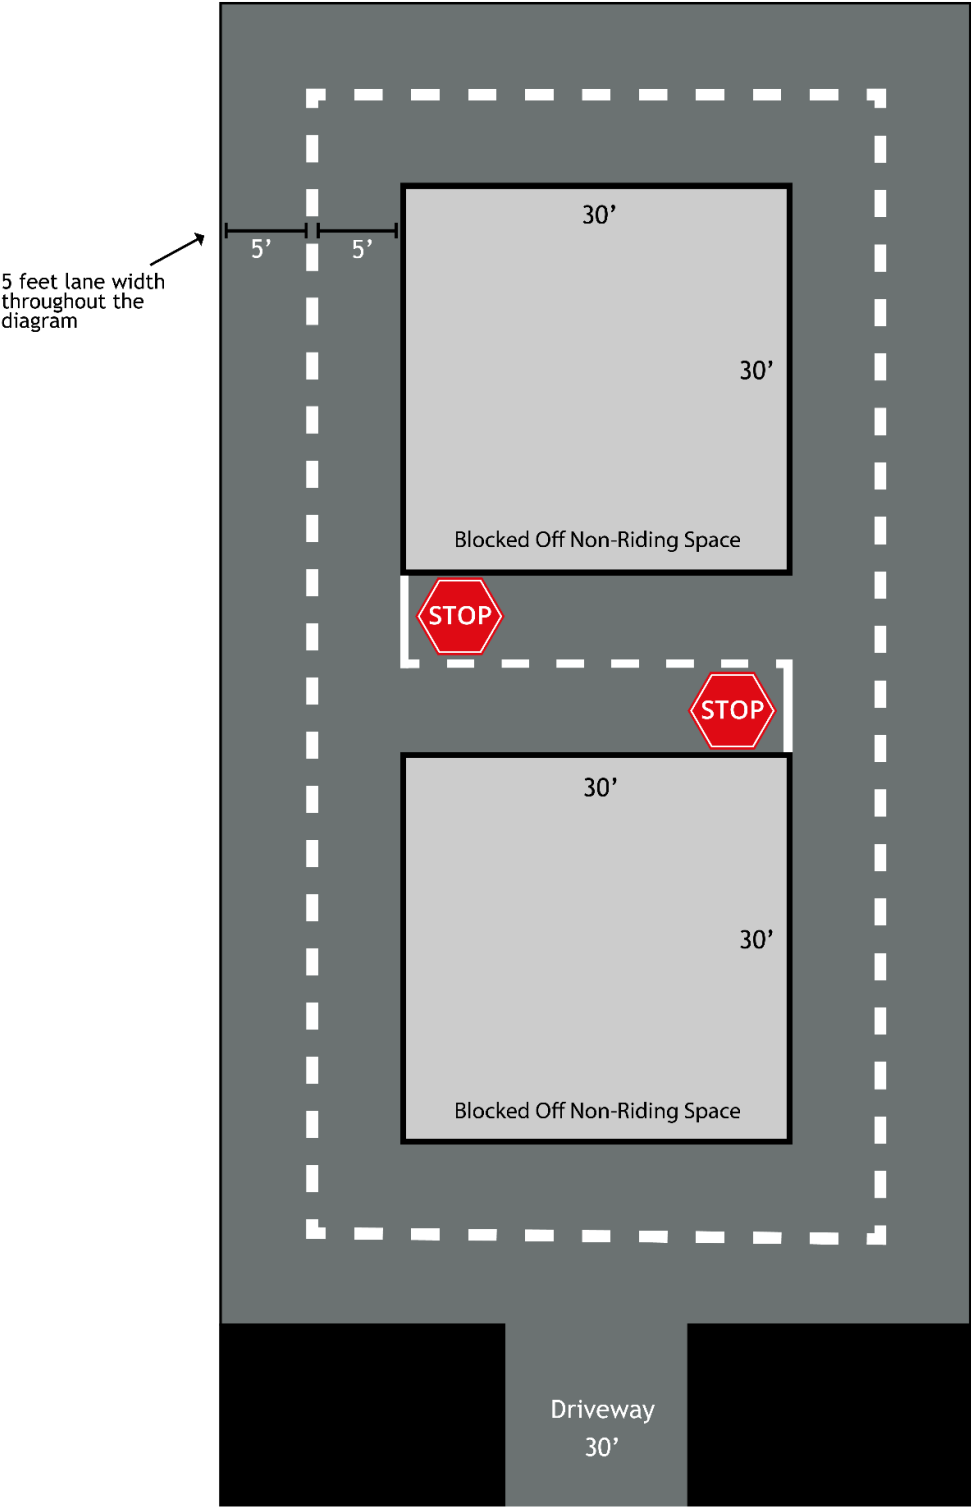 30’
5’
5’
5 feet lane width
throughout the
diagram
30’
Blocked Off Non-Riding Space
STOP
STOP
30’
30’
Blocked Off Non-Riding Space
Driveway
30’